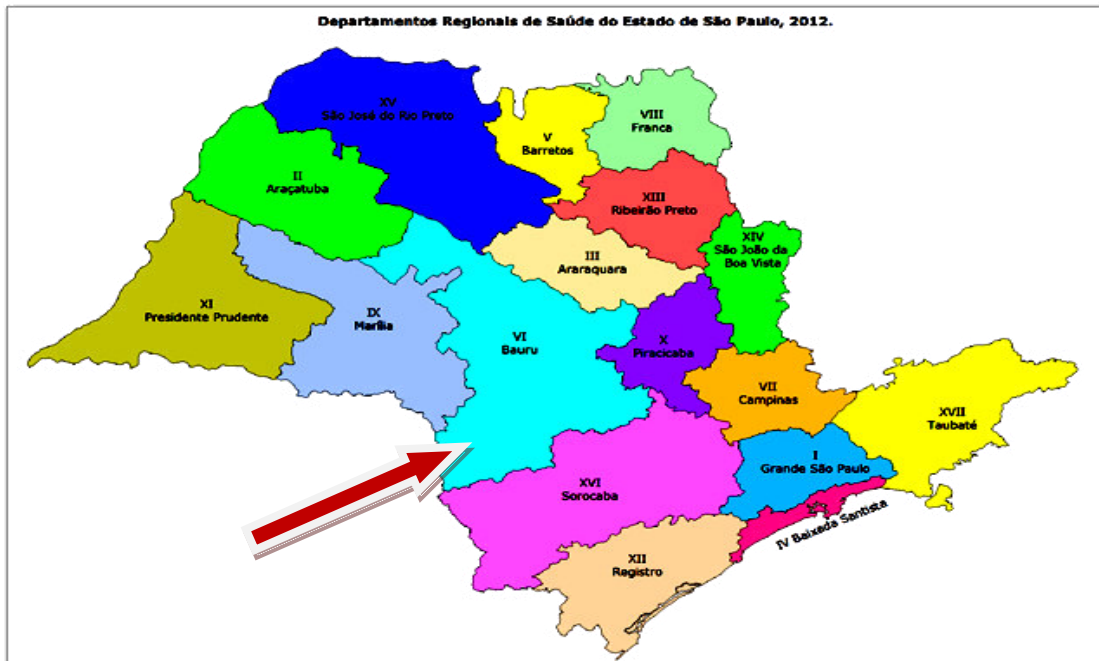 Departamentos Regionais de Saúde do Estado de São Paulo, 2012.
XV
São José do Rio Preto
V
Barretos
VIII
Franca
II
Araçatuba
XIII
Ribeirão Preto
XIV
São João da
Boa Vista
III
Araraquara
XI
Presidente Prudente
IX
Marília
VI
Bauru
X
Piracicaba
VII
Campinas
XVII
Taubaté
I
Grande São Paulo
XVI
Sorocaba
IV Baixada Santista
XII
Registro